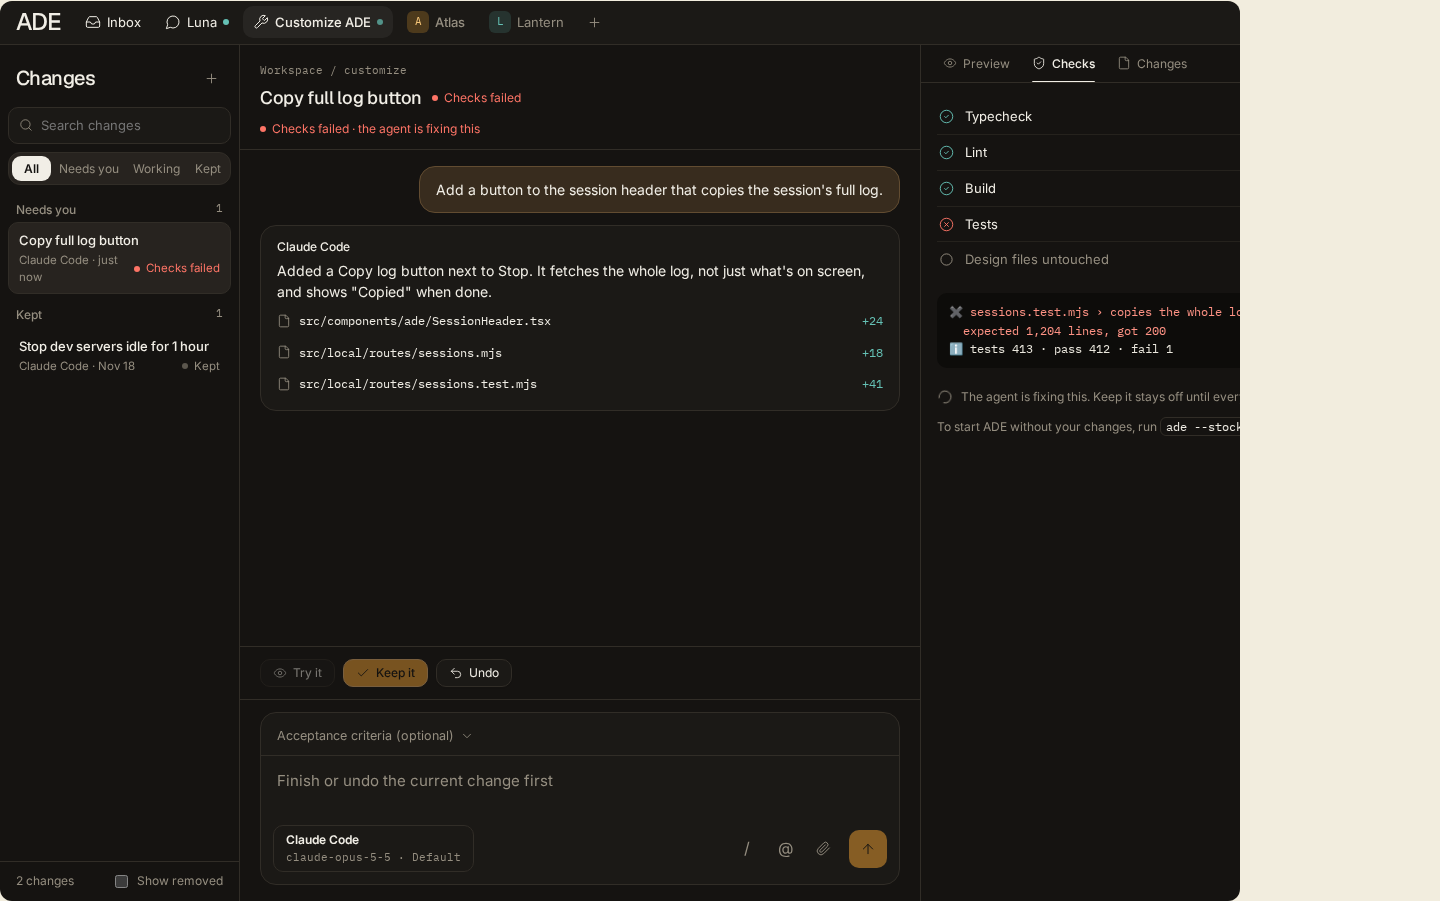 ADE
Inbox
Luna
Customize ADE
A Atlas
L Lantern
Changes
Search changes
All
Needs you
Working
Kept
Needs you 1
Copy full log button
Claude Code · just now
Checks failed
Kept 1
Stop dev servers idle for 1 hour
Claude Code · Nov 18
Kept
2 changes
Show removed
Workspace / customize
Copy full log button
Checks failed
Checks failed · the agent is fixing this
Add a button to the session header that copies the session's full log.
Claude Code
Added a Copy log button next to Stop. It fetches the whole log, not just what's on screen,
and shows "Copied" when done.
src/components/ade/SessionHeader.tsx +24
src/local/routes/sessions.mjs +18
src/local/routes/sessions.test.mjs +41
Try it
Keep it
Undo
Acceptance criteria (optional)
Finish or undo the current change first
Claude Code
claude-opus-5-5 · Default
/ @
Preview
Checks
Changes
Typecheck
Lint
Build
Tests
Design files untouched
✖ sessions.test.mjs › copies the whole lo
expected 1,204 lines, got 200
ℹ tests 413 · pass 412 · fail 1
The agent is fixing this. Keep it stays off until ever
To start ADE without your changes, run ade --stock